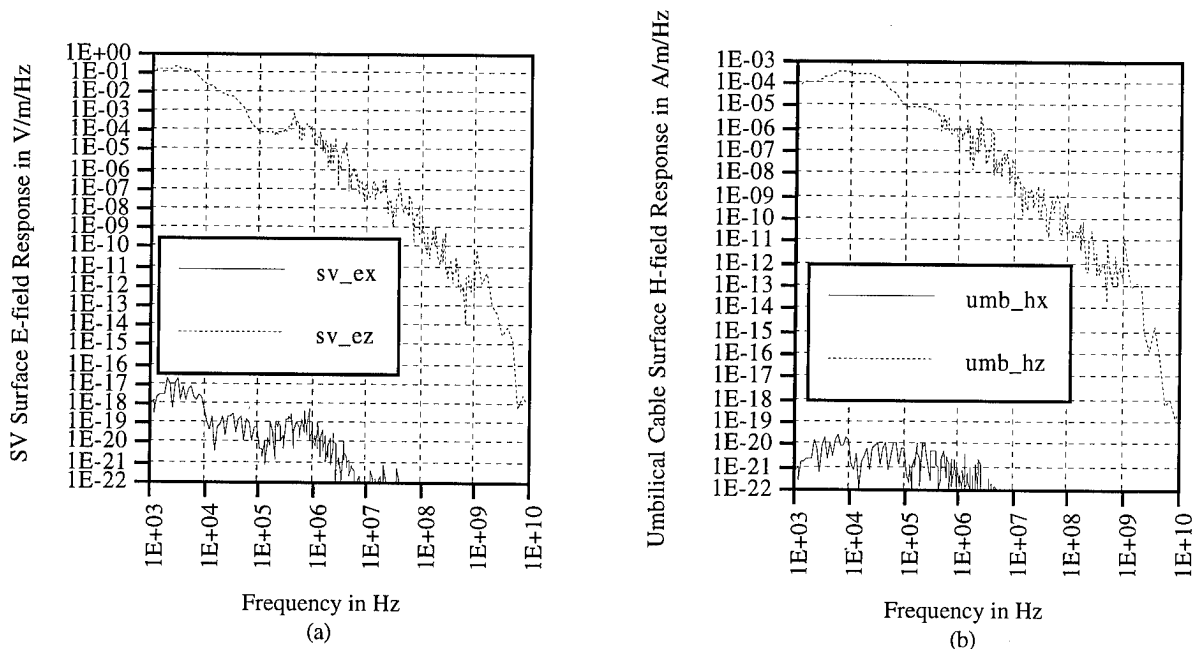 SV Surface E-field Response in V/m/Hz
1E+00
1E-01
1E-02
1E-03
1E-04
1E-05
1E-06
1E-07
1E-08
1E-09
1E-10
1E-11
1E-12
1E-13
1E-14
1E-15
1E-16
1E-17
1E-18
1E-19
1E-20
1E-21
1E-22
sv_ex
sv_ez
1E+03
1E+04
1E+05
1E+06
1E+07
1E+08
1E+09
1E+10
Frequency in Hz
(a)
Umbilical Cable Surface H-field Response in A/m/Hz
1E-03
1E-04
1E-05
1E-06
1E-07
1E-08
1E-09
1E-10
1E-11
1E-12
1E-13
1E-14
1E-15
1E-16
1E-17
1E-18
1E-19
1E-20
1E-21
1E-22
umb_hx
umb_hz
1E+03
1E+04
1E+05
1E+06
1E+07
1E+08
1E+09
1E+10
Frequency in Hz
(b)